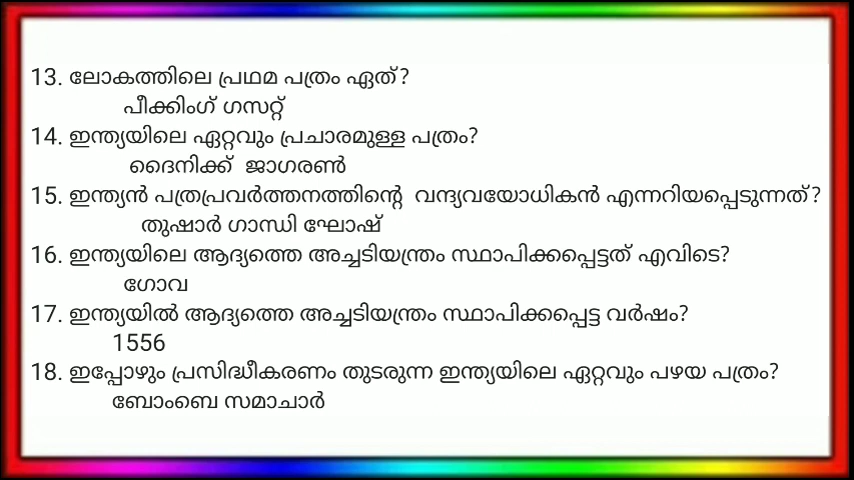 13. ലോകത്തിലെ പ്രഥമ പത്രം ഏത്?
പീക്കിംഗ് ഗസറ്റ്
14. ഇന്ത്യയിലെ ഏറ്റവും പ്രചാരമുള്ള പത്രം?
ദൈനിക്ക് ജാഗരൺ
15. ഇന്ത്യൻ പത്രപ്രവർത്തനത്തിന്റെ വന്ദ്യവയോധികൻ എന്നറിയപ്പെടുന്നത്?
തുഷാർ ഗാന്ധി ഘോഷ്
16. ഇന്ത്യയിലെ ആദ്യത്തെ അച്ചടിയന്ത്രം സ്ഥാപിക്കപ്പെട്ടത് എവിടെ?
ഗോവ
17. ഇന്ത്യയിൽ ആദ്യത്തെ അച്ചടിയന്ത്രം സ്ഥാപിക്കപ്പെട്ട വർഷം?
1556
18. ഇപ്പോഴും പ്രസിദ്ധീകരണം തുടരുന്ന ഇന്ത്യയിലെ ഏറ്റവും പഴയ പത്രം?
ബോംബെ സമാചാർ